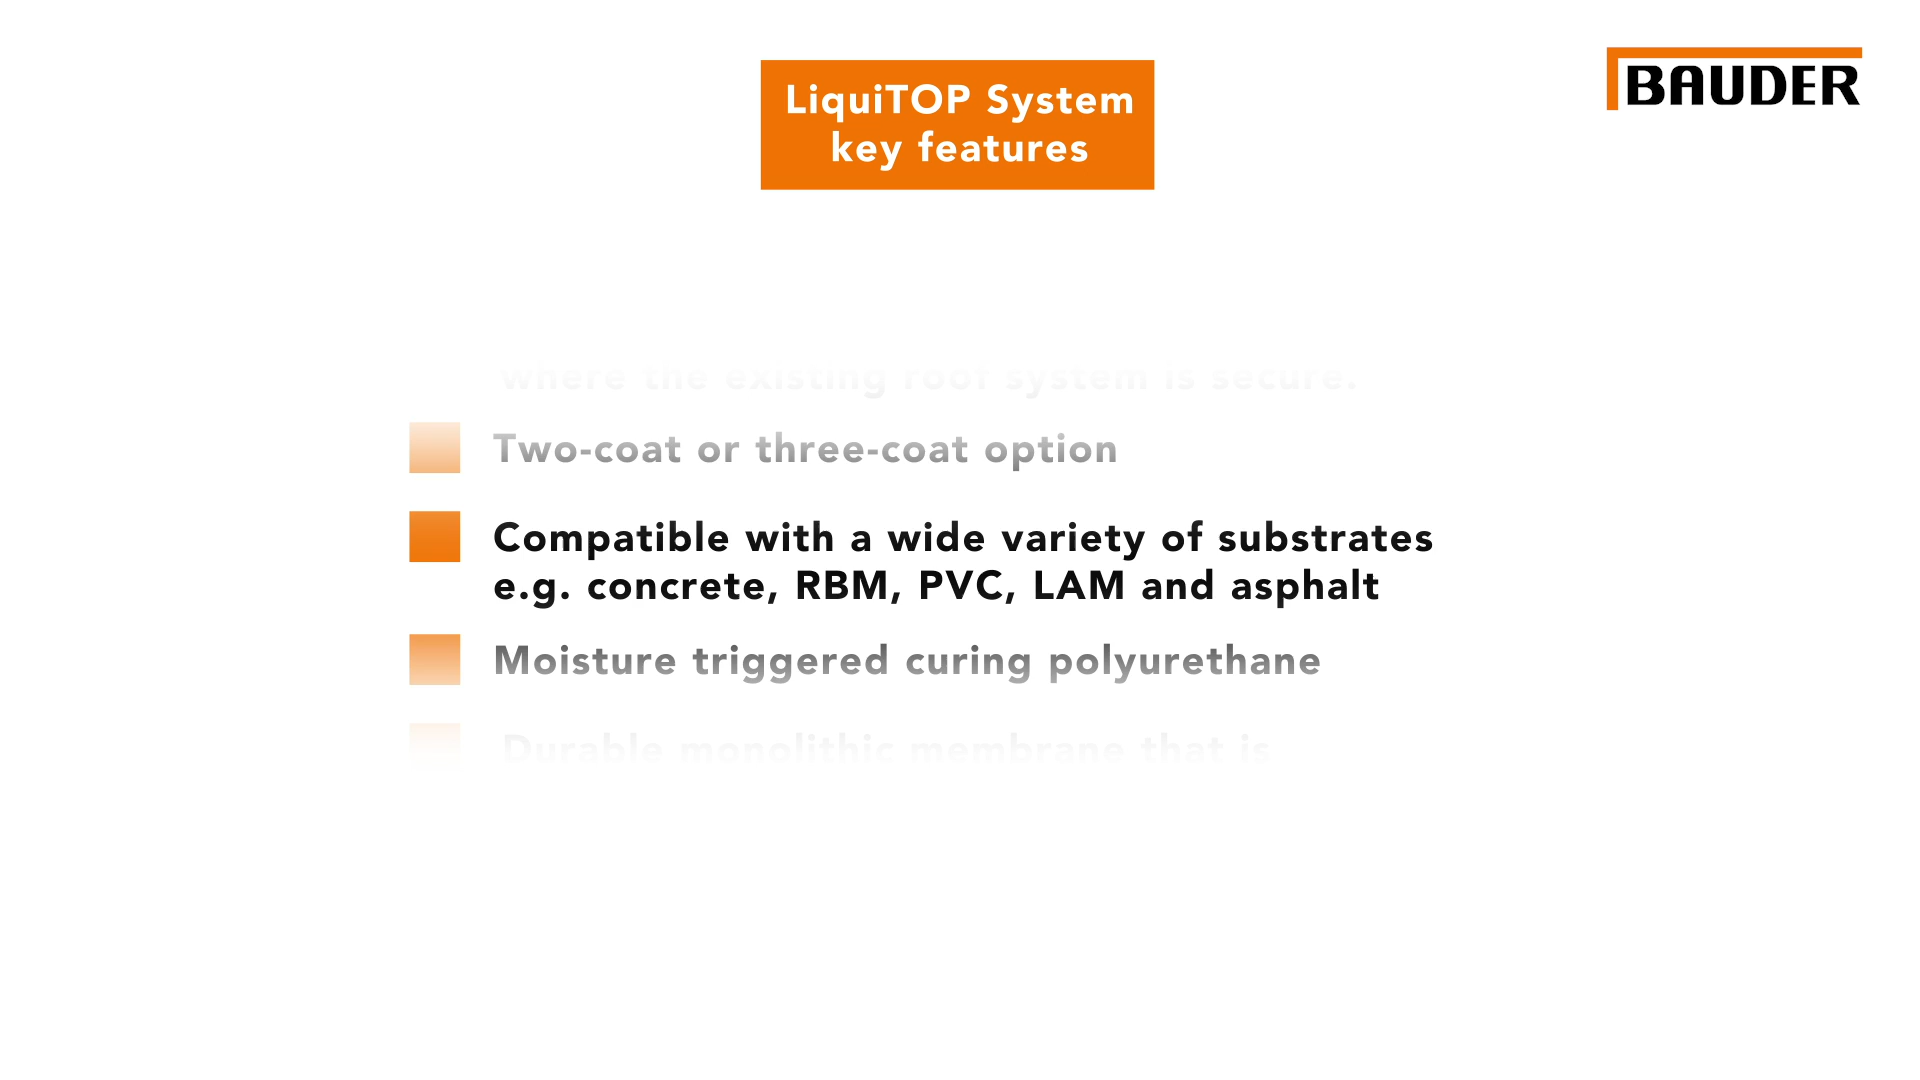 LiquiTOP System
key features
BAUDER
where the existing roof system is secure.
Two-coat or three-coat option
Compatible with a wide variety of substrates
e.g. concrete, RBM, PVC, LAM and asphalt
Moisture triggered curing polyurethane
Durable monolithic membrane that is